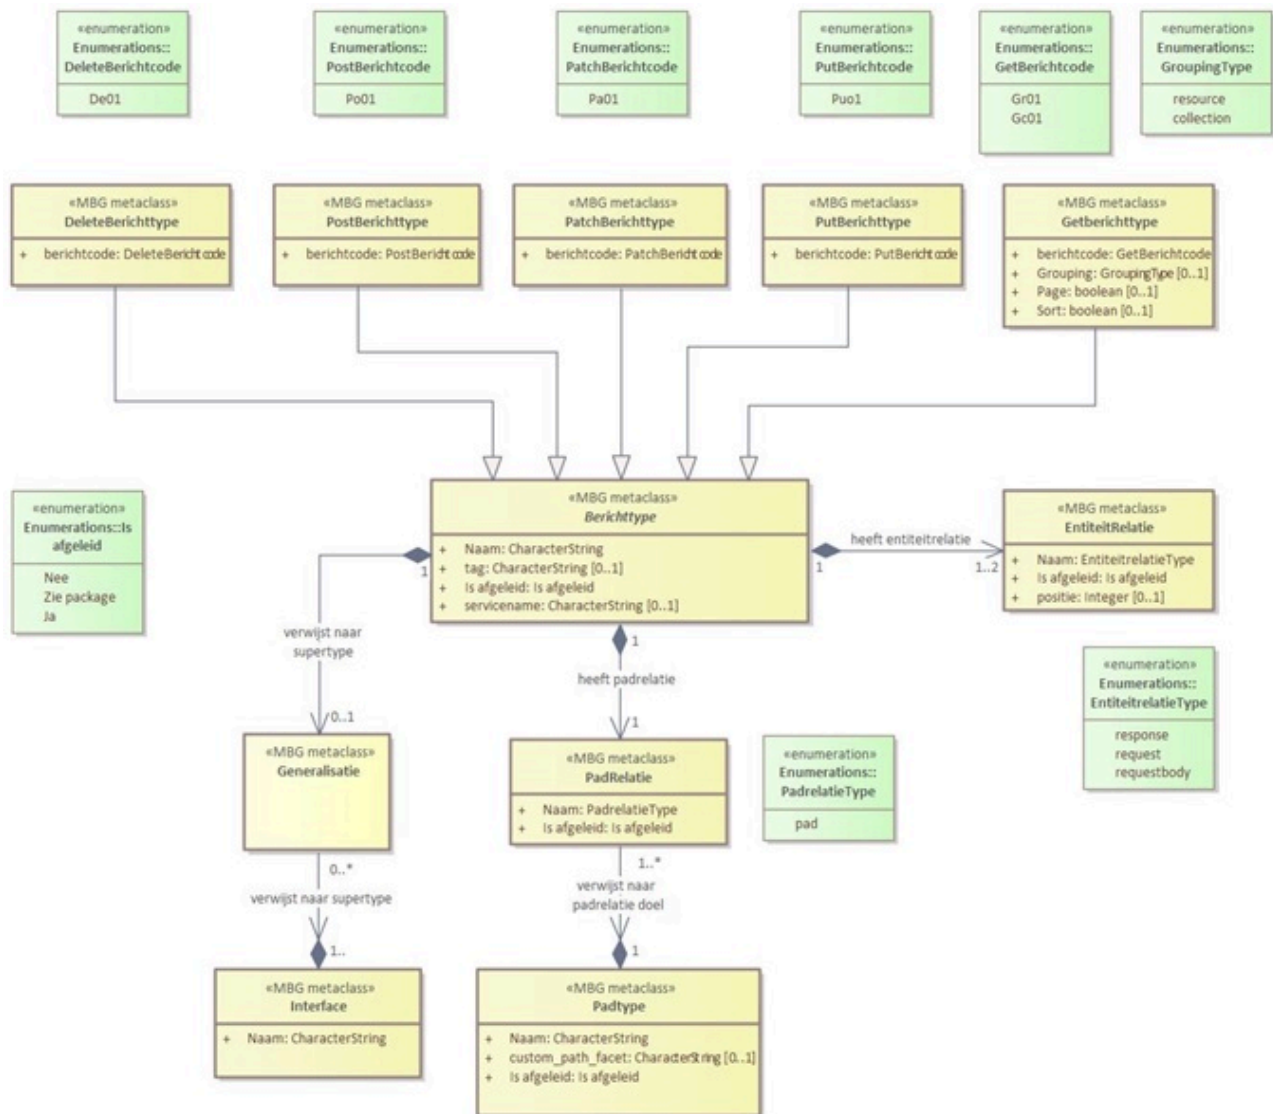 «enumeration»
Enumerations::
DeleteBerichtcode
De01
«enumeration»
Enumerations::
PostBerichtcode
Po01
«enumeration»
Enumerations::
PatchBerichtcode
Pa01
«enumeration»
Enumerations::
PutBerichtcode
Puo1
«enumeration»
Enumerations::
GetBerichtcode
Gr01
Gc01
«enumeration»
Enumerations::
GroupingType
resource
collection
«MBG metaclass»
DeleteBerichttype
+ berichtcode: DeleteBerichtcode
«MBG metaclass»
PostBerichttype
+ berichtcode: PostBerichtcode
«MBG metaclass»
PatchBerichttype
+ berichtcode: PatchBerichtcode
«MBG metaclass»
PutBerichttype
+ berichtcode: PutBerichtcode
«MBG metaclass»
Getberichttype
+ berichtcode: GetBerichtcode
+ Grouping: GroupingType [0..1]
+ Page: boolean [0..1]
+ Sort: boolean [0..1]
«enumeration»
Enumerations::Is
afgeleid
Nee
Zie package
Ja
«MBG metaclass»
Berichttype
+ Naam: CharacterString
+ tag: CharacterString [0..1]
+ Is afgeleid: Is afgeleid
+ servicename: CharacterString [0..1]
1
heeft entiteitrelatie
1..2
«MBG metaclass»
EntiteitRelatie
+ Naam: EntiteitrelatieType
+ Is afgeleid: Is afgeleid
+ positie: Integer [0..1]
1
verwijst naar
supertype
0..1
1
heeft padrelatie
1
«enumeration»
Enumerations::
EntiteitrelatieType
response
request
requestbody
«MBG metaclass»
Generalisatie
«MBG metaclass»
PadRelatie
+ Naam: PadrelatieType
+ Is afgeleid: Is afgeleid
«enumeration»
Enumerations::
PadrelatieType
pad
0..*
verwijst naar supertype
1..
1..*
verwijst naar
padrelatie doel
1
«MBG metaclass»
Interface
+ Naam: CharacterString
«MBG metaclass»
Padtype
+ Naam: CharacterString
+ custom_path_facet: CharacterString [0..1]
+ Is afgeleid: Is afgeleid